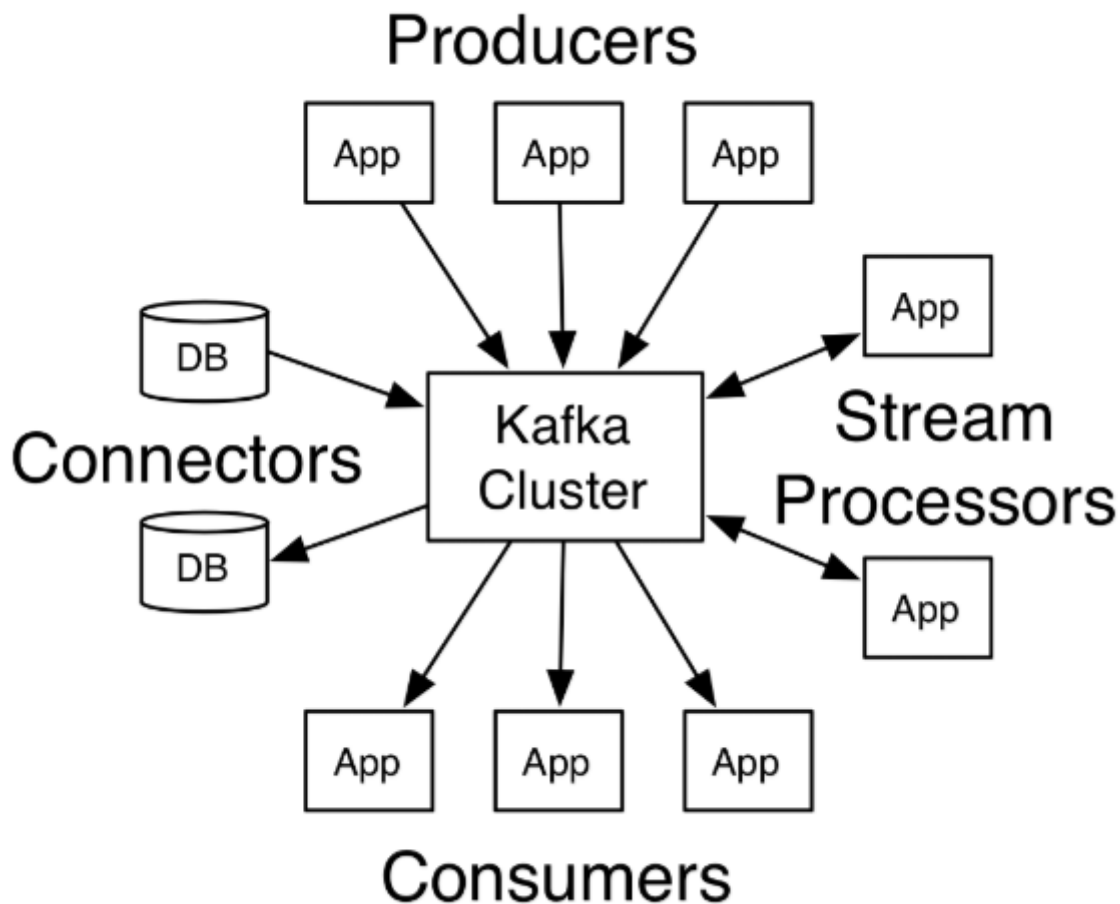 Producers
App
App
App
App
DB
Kafka
Cluster
Stream
Processors
Connectors
DB
App
App
App
App
Consumers